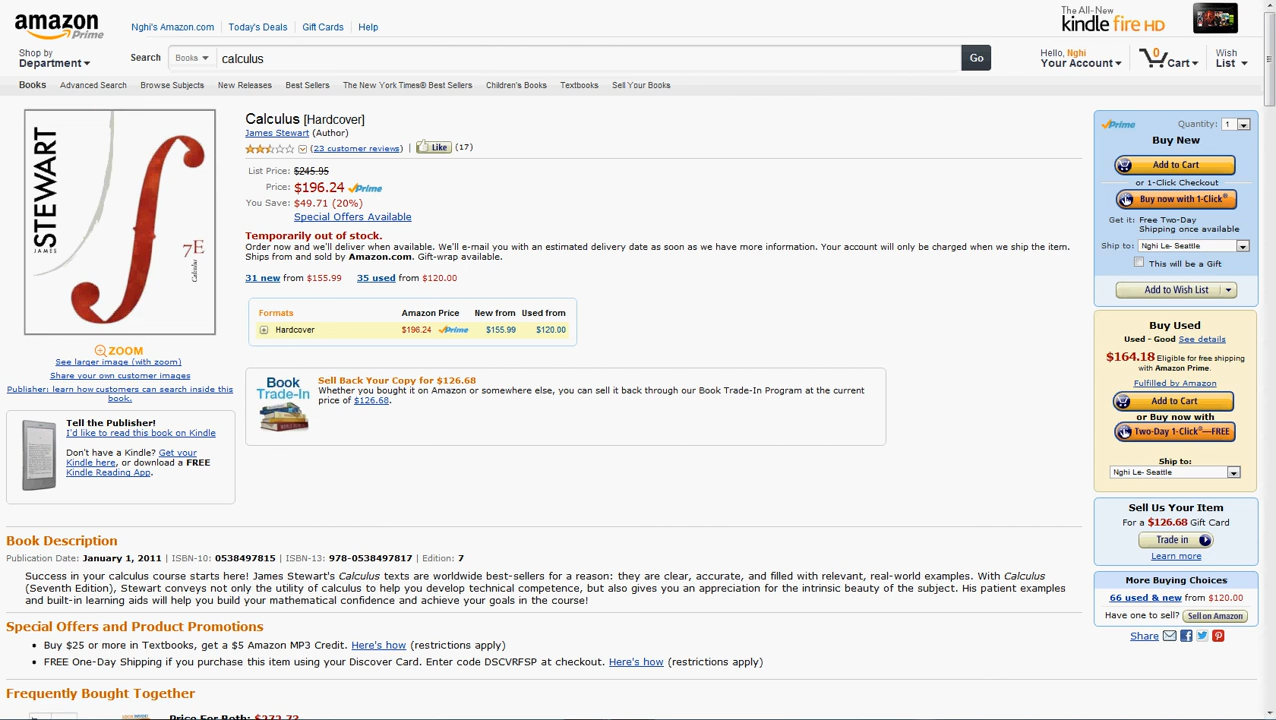 amazon
Prime
Nghi's Amazon.com
Today's Deals
Gift Cards
Help
The All-New
kindle fire HD
Shop by
Department
Search
Books
calculus
Go
Hello, Nghi
Your Account
0
Cart
Wish
List
Books
Advanced Search
Browse Subjects
New Releases
Best Sellers
The New York Times® Best Sellers
Children's Books
Textbooks
Sell Your Books
JAMES
STEWART
7E
Calculus
ZOOM
See larger image (with zoom)
Share your own customer images
Publisher: learn how customers can search inside this
book.
Tell the Publisher!
I'd like to read this book on Kindle
Don't have a Kindle? Get your
Kindle here, or download a FREE
Kindle Reading App.
Calculus [Hardcover]
James Stewart (Author)
(23 customer reviews) | Like (17)
List Price: $245.95
Price: $196.24 Prime
You Save: $49.71 (20%)
Special Offers Available
Temporarily out of stock.
Order now and we'll deliver when available. We'll e-mail you with an estimated delivery date as soon as we have more information. Your account will only be charged when we ship the item.
Ships from and sold by Amazon.com. Gift-wrap available.
31 new from $155.99 35 used from $120.00
Formats Amazon Price New from Used from
Hardcover $196.24 Prime $155.99 $120.00
Book
Trade-In
Sell Back Your Copy for $126.68
Whether you bought it on Amazon or somewhere else, you can sell it back through our Book Trade-In Program at the current
price of $126.68.
Prime
Quantity: 1
Buy New
Add to Cart
or 1-Click Checkout
Buy now with 1-Click®
Get it: Free Two-Day
Shipping once available
Ship to: Nghi Le- Seattle
This will be a Gift
Add to Wish List
Buy Used
Used - Good See details
$164.18 Eligible for free shipping
with Amazon Prime.
Fulfilled by Amazon
Add to Cart
or Buy now with
Two-Day 1-Click®—FREE
Ship to:
Nghi Le- Seattle
Sell Us Your Item
For a $126.68 Gift Card
Trade in
Learn more
More Buying Choices
66 used & new from $120.00
Have one to sell? Sell on Amazon
Share
Book Description
Publication Date: January 1, 2011 | ISBN-10: 0538497815 | ISBN-13: 978-0538497817 | Edition: 7
Success in your calculus course starts here! James Stewart's Calculus texts are worldwide best-sellers for a reason: they are clear, accurate, and filled with relevant, real-world examples. With Calculus
(Seventh Edition), Stewart conveys not only the utility of calculus to help you develop technical competence, but also gives you an appreciation for the intrinsic beauty of the subject. His patient examples
and built-in learning aids will help you build your mathematical confidence and achieve your goals in the course!
Special Offers and Product Promotions
Buy $25 or more in Textbooks, get a $5 Amazon MP3 Credit. Here's how (restrictions apply)
FREE One-Day Shipping if you purchase this item using your Discover Card. Enter code DSCVRFSP at checkout. Here's how (restrictions apply)
Frequently Bought Together
Price For Both: $272.73